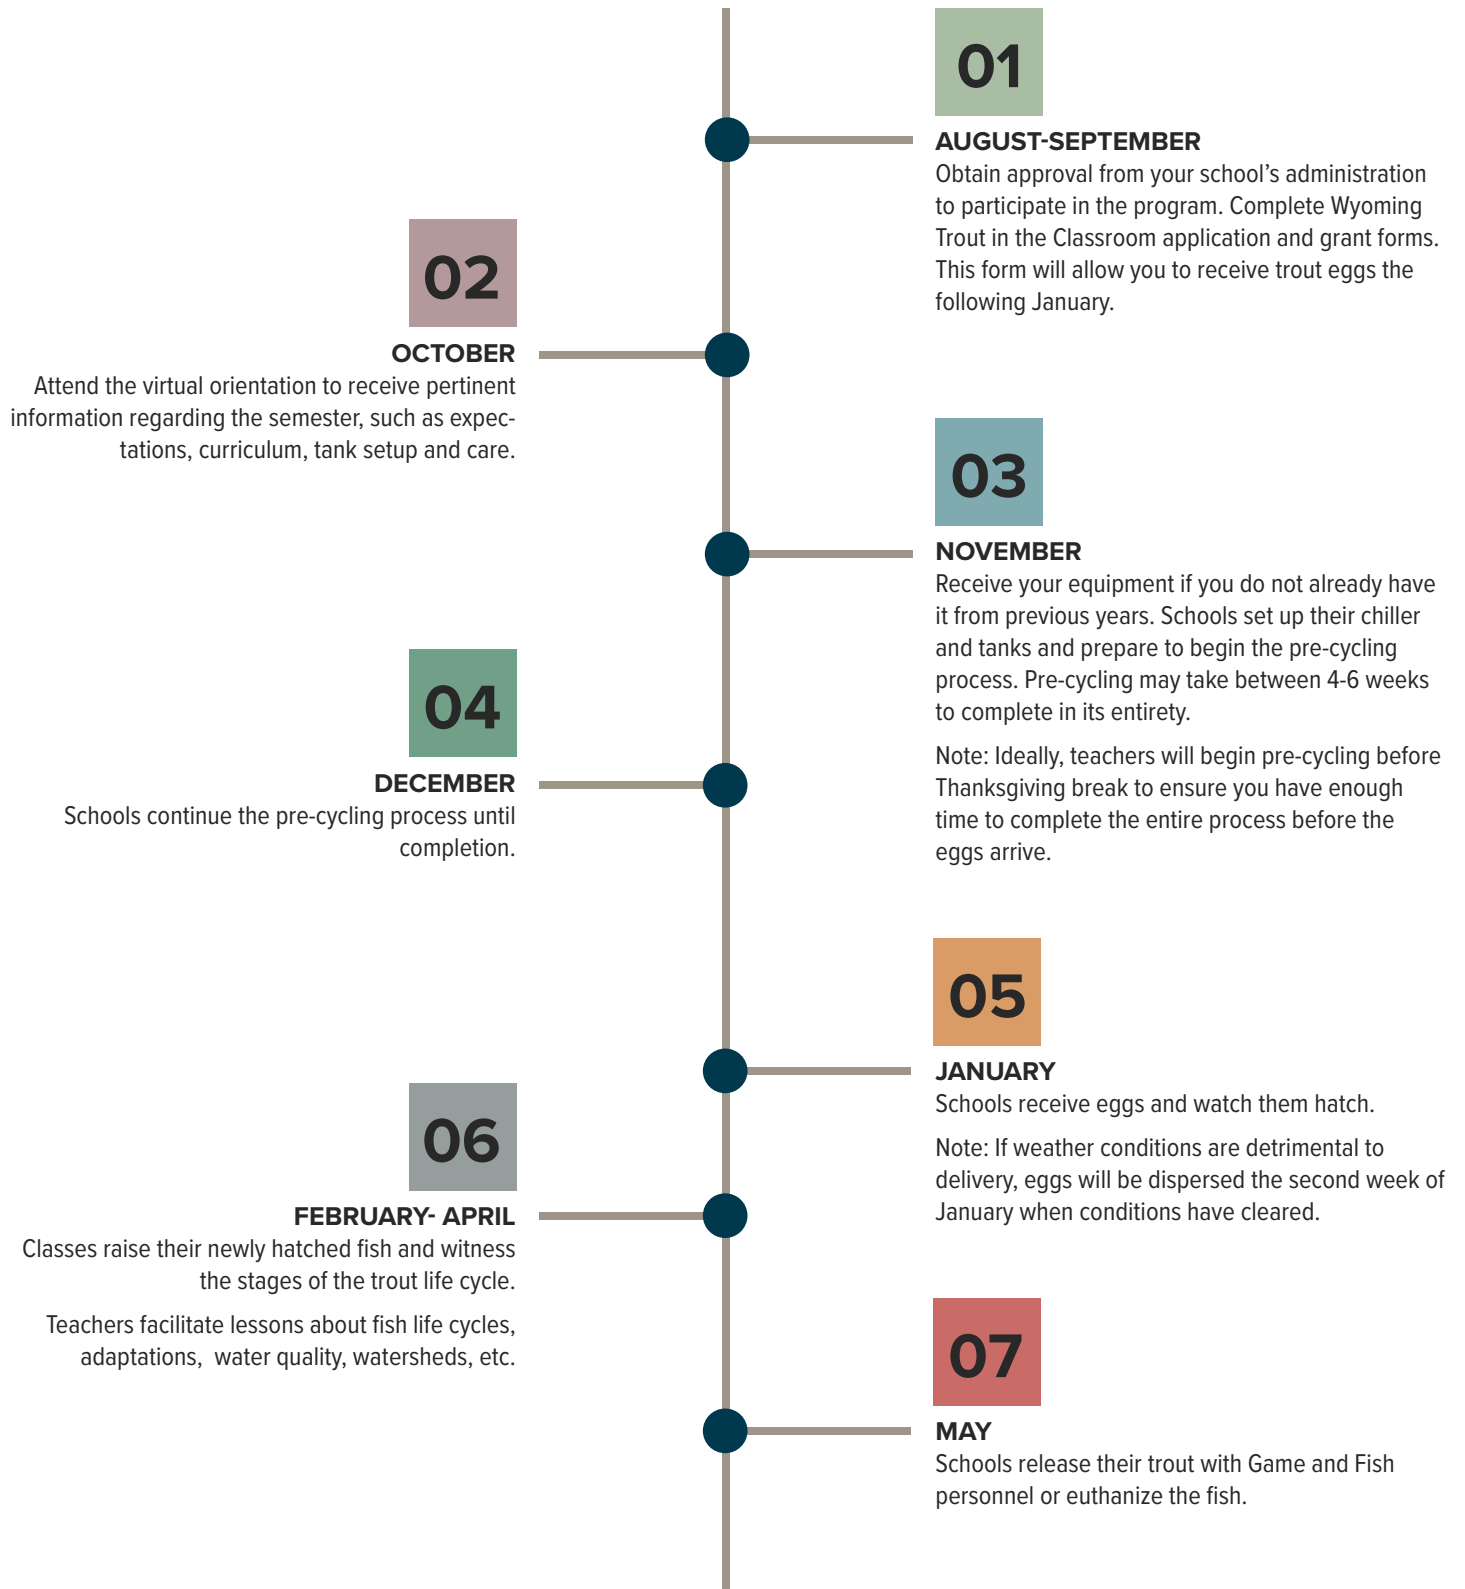 01
AUGUST-SEPTEMBER
Obtain approval from your school’s administration
to participate in the program. Complete Wyoming
Trout in the Classroom application and grant forms.
This form will allow you to receive trout eggs the
following January.
02
OCTOBER
Attend the virtual orientation to receive pertinent
information regarding the semester, such as expec-
tations, curriculum, tank setup and care.
03
NOVEMBER
Receive your equipment if you do not already have
it from previous years. Schools set up their chiller
and tanks and prepare to begin the pre-cycling
process. Pre-cycling may take between 4-6 weeks
to complete in its entirety.
Note: Ideally, teachers will begin pre-cycling before
Thanksgiving break to ensure you have enough
time to complete the entire process before the
eggs arrive.
04
DECEMBER
Schools continue the pre-cycling process until
completion.
05
JANUARY
Schools receive eggs and watch them hatch.
Note: If weather conditions are detrimental to
delivery, eggs will be dispersed the second week of
January when conditions have cleared.
06
FEBRUARY- APRIL
Classes raise their newly hatched fish and witness
the stages of the trout life cycle.
Teachers facilitate lessons about fish life cycles,
adaptations,  water quality, watersheds, etc.
07
MAY
Schools release their trout with Game and Fish
personnel or euthanize the fish.